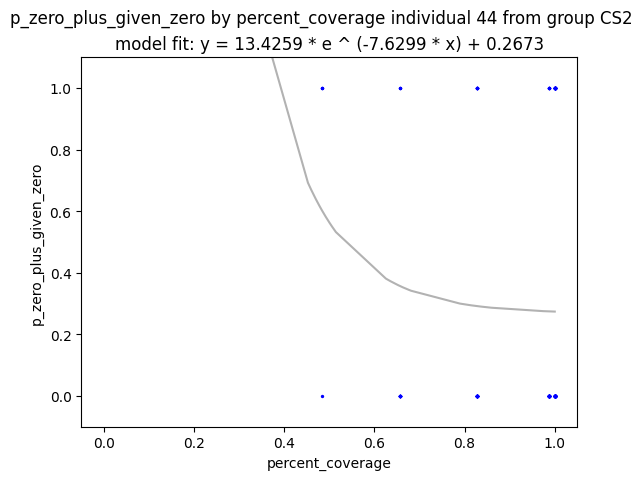 p_zero_plus_given_zero by percent_coverage individual 44 from group CS2
model fit: y = 13.4259 * e ^ (-7.6299 * x) + 0.2673
1.0
0.8
0.6
0.4
0.2
0.0
p_zero_plus_given_zero
0.0 0.2 0.4 0.6 0.8 1.0
percent_coverage